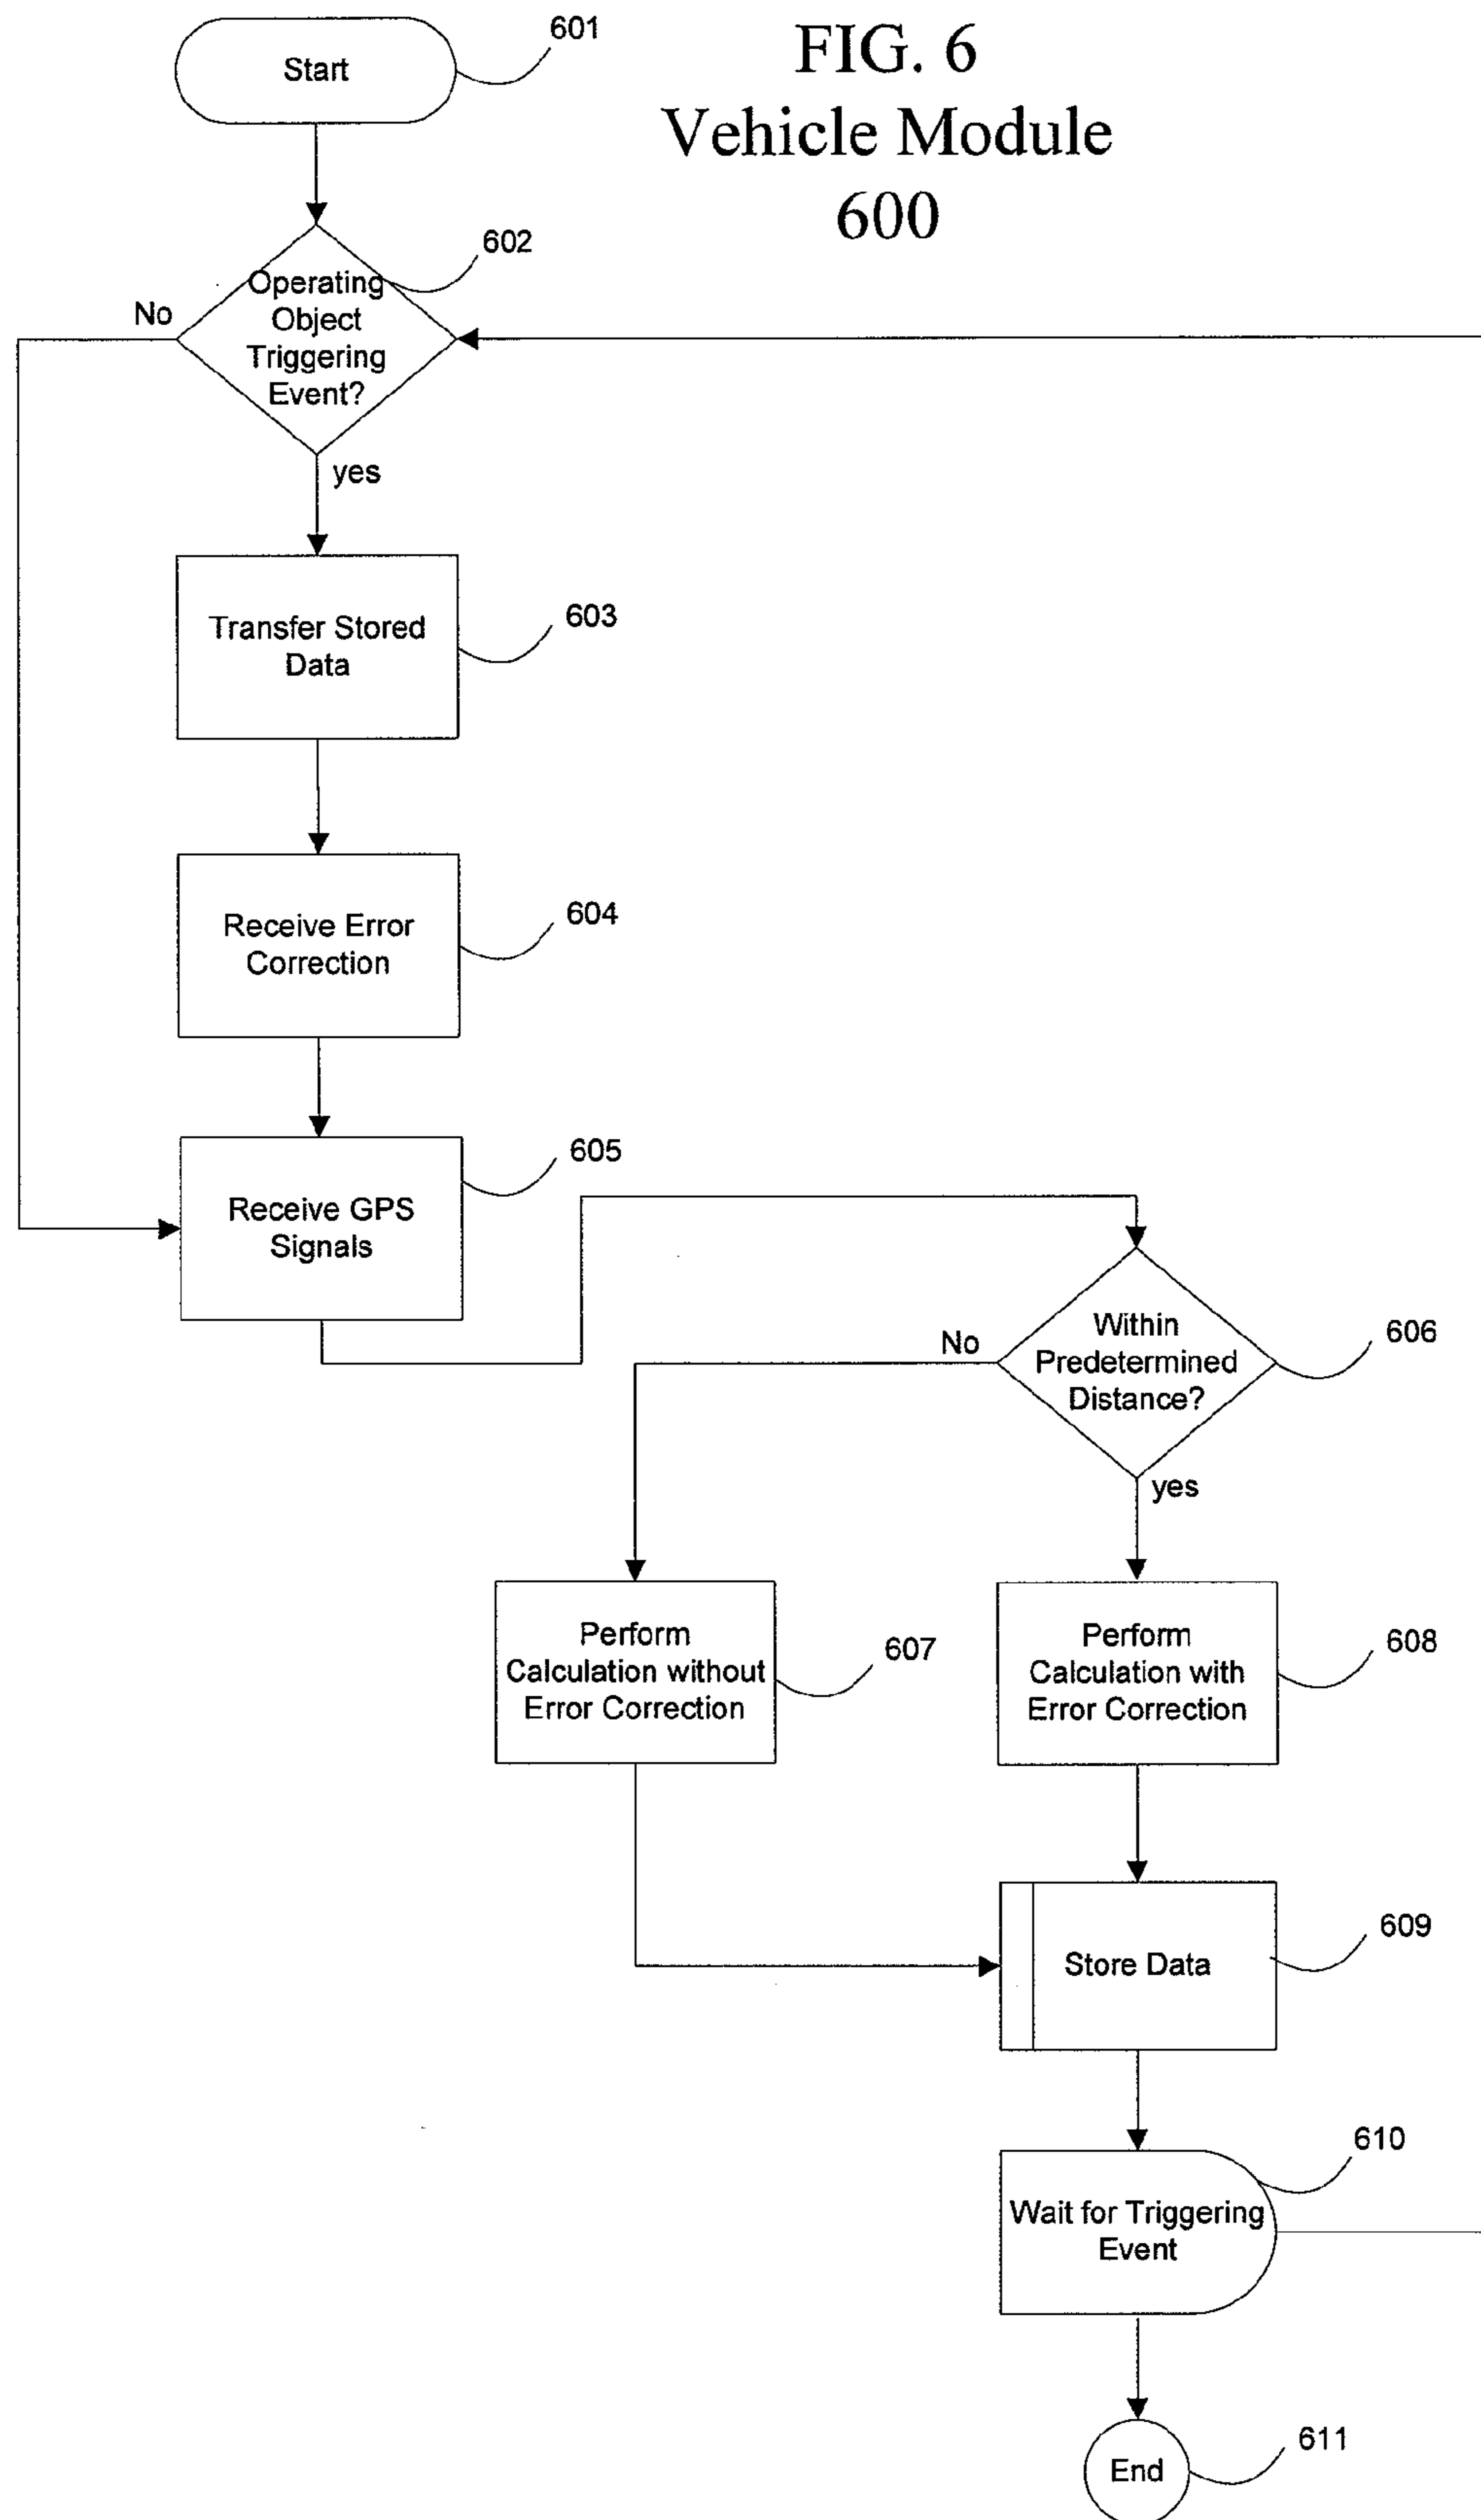 FIG. 6
Vehicle Module
600
Start
601
Operating
Object
Triggering
Event?
602
No
yes
Transfer Stored
Data
603
Receive Error
Correction
604
Receive GPS
Signals
605
Within
Predetermined
Distance?
606
No
yes
Perform
Calculation without
Error Correction
607
Perform
Calculation with
Error Correction
608
Store Data
609
Wait for Triggering
Event
610
End
611